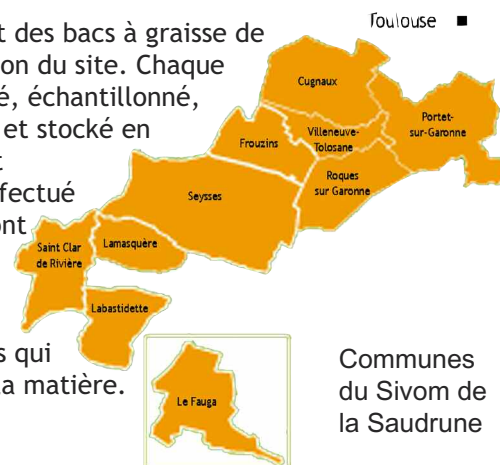 t des bacs à graisse de
on du site. Chaque
é, échantillonné,
et stocké en
t
fectué
ont
s qui
a matière.
Toulouse
Cugnaux
Portet-
sur-Garonne
Villeneuve-
Tolosane
Frouzins
Roques
sur Garonne
Seysses
Saint Clar
de Rivière
Lamasquère
Labastidette
Le Fauga
Communes
du Sivom de
la Saudrune